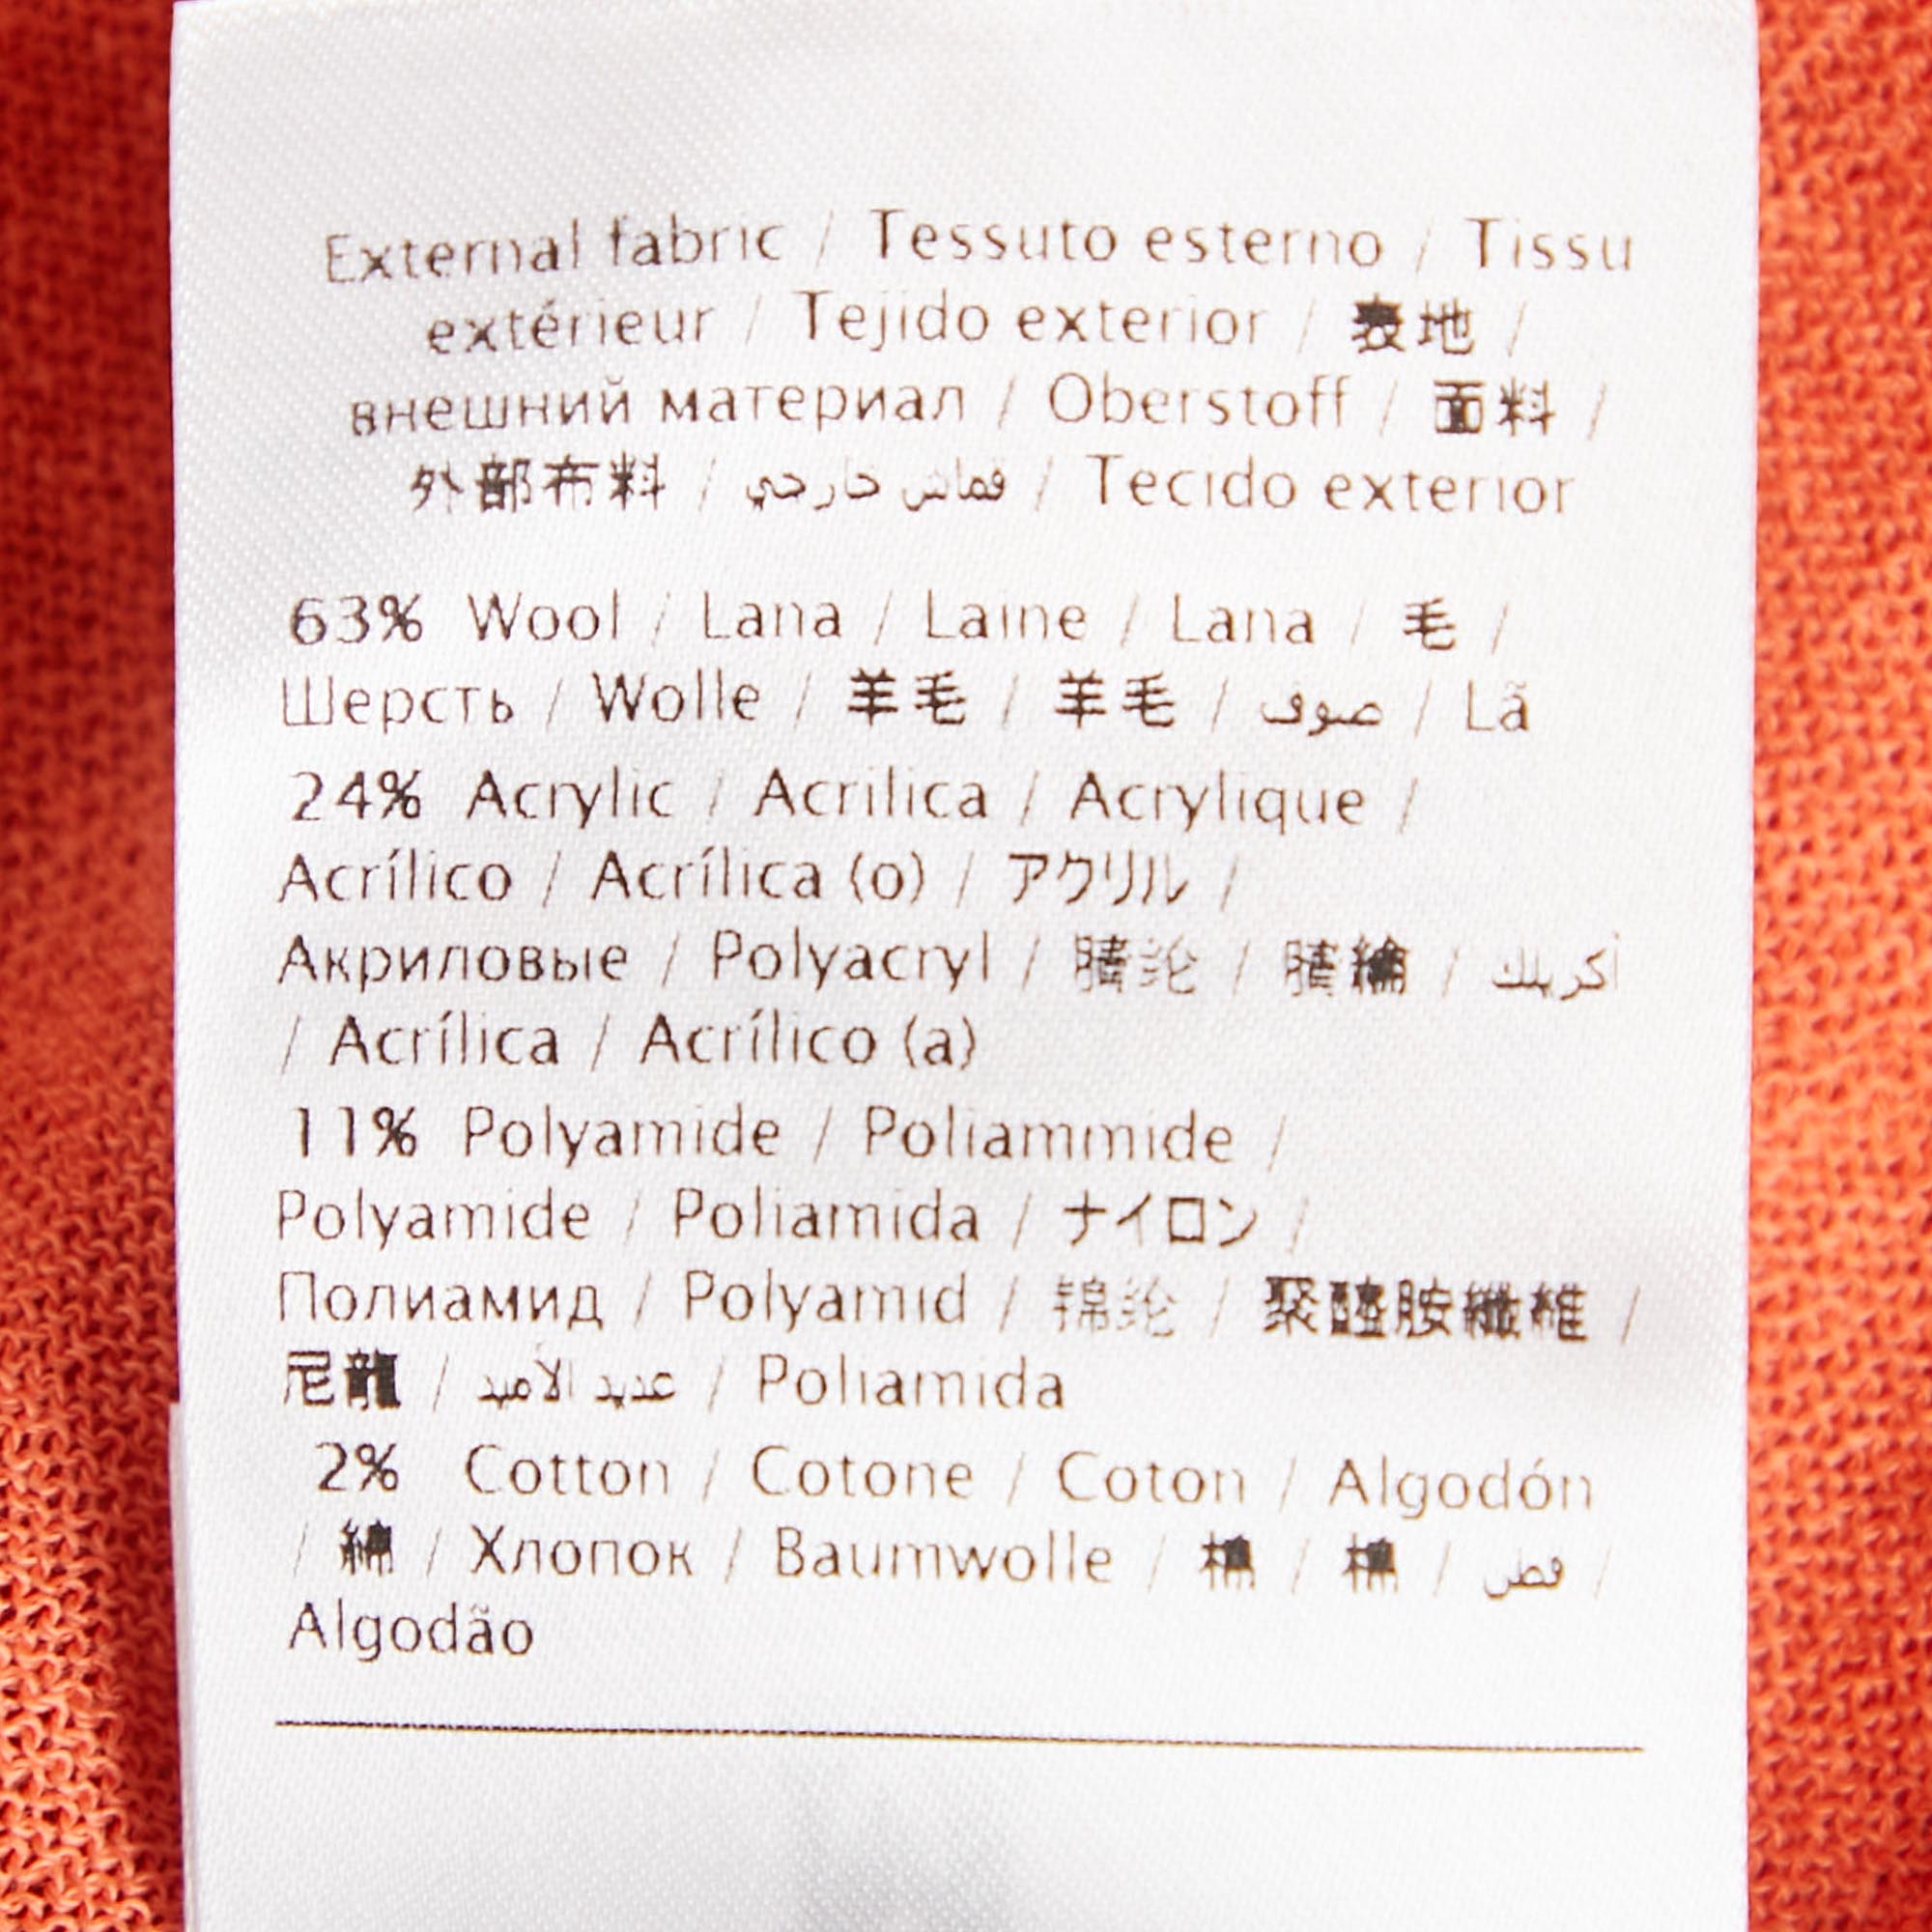 External fabric / Tessuto esterno / Tissu
extérieur / Tejido exterior / 表地 /
внешний материал / Oberstoff / 面料 /
外部布料 / قماش خارجي / Tecido exterior
63% Wool / Lana / Laine / Lana / 毛 /
Шерсть / Wolle / 羊毛 / 羊毛 / صوف / Lã
24% Acrylic / Acrilica / Acrylique /
Acrílico / Acrílica (o) / アクリル /
Акриловые / Polyacryl / 腈纶 / 腈綸 / أكريلك
/ Acrílica / Acrílico (a)
11% Polyamide / Poliammide /
Polyamide / Poliamida / ナイロン /
Полиамид / Polyamid / 锦纶 / 聚醯胺纖維 /
尼龍 / عديد الأميد / Poliamida
2% Cotton / Cotone / Coton / Algodón
/ 綿 / Хлопок / Baumwolle / 棉 / 棉 / قطن /
Algodão